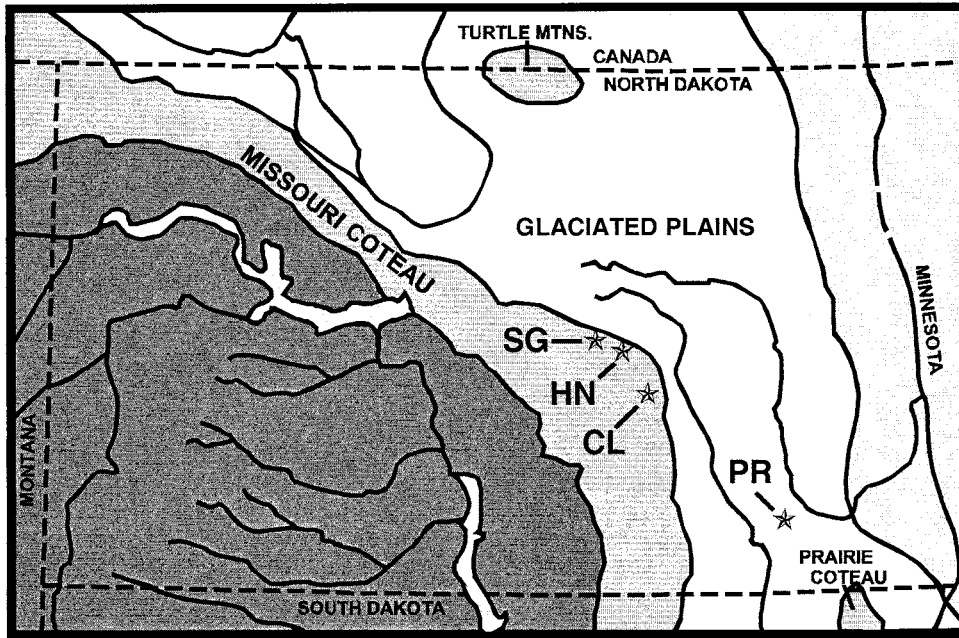 TURTLE MTNS.
CANADA
NORTH DAKOTA
MISSOURI COTEAU
GLACIATED PLAINS
MINNESOTA
SG
HN
CL
PR
MONTANA
PRAIRIE
COTEAU
SOUTH DAKOTA